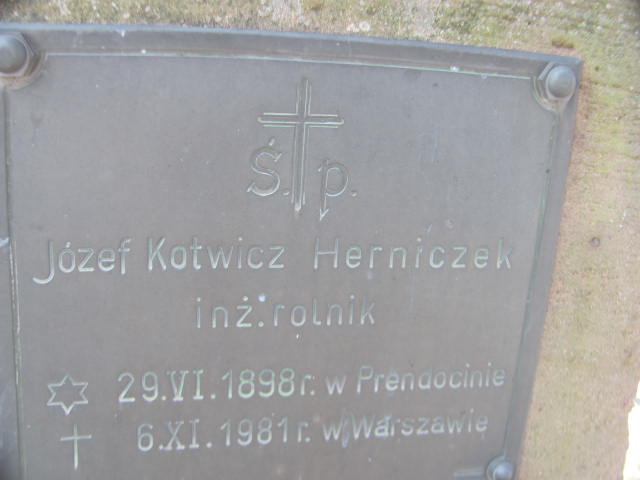 Ś. p.
Józef Kotwicz Herniczek
inż. rolnik
29.VI.1898 r. w Prendocinie
6.XI.1981 r. w Warszawie